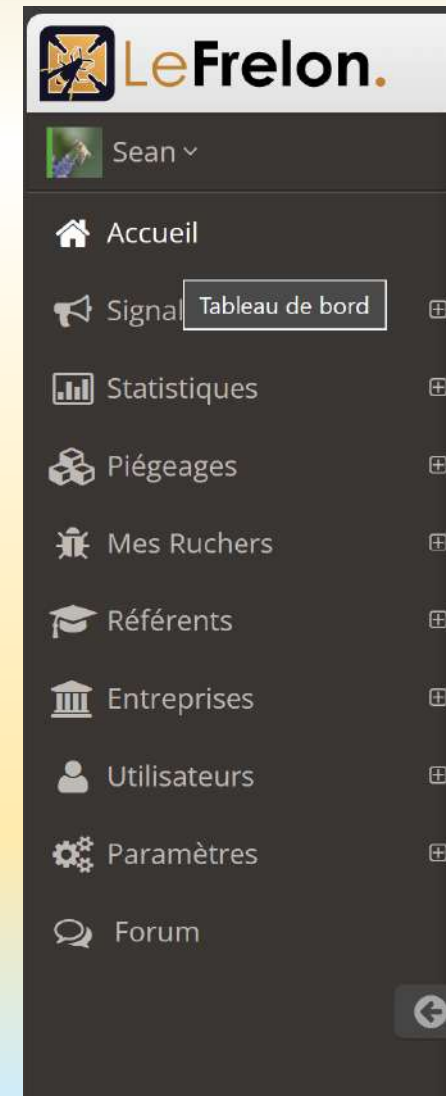 LeFrelon.
Sean
Accueil
Signal
Tableau de bord
Statistiques
Piégeages
Mes Ruchers
Référents
Entreprises
Utilisateurs
Paramètres
Forum